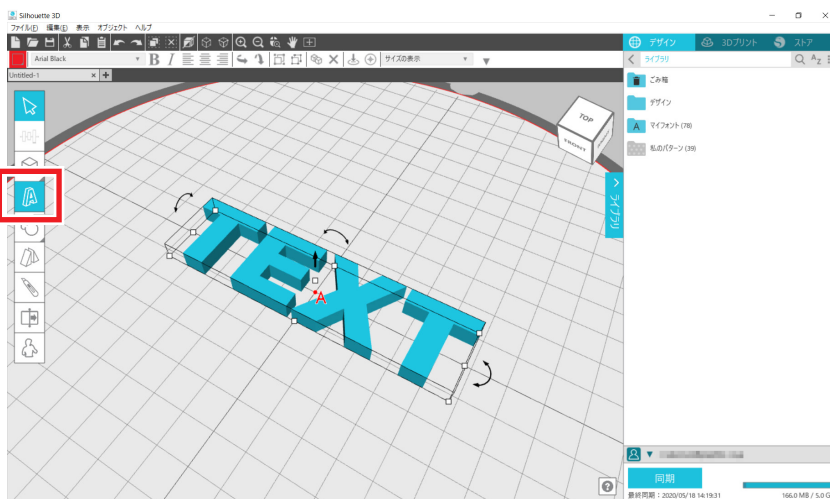 Silhouette 3D
ファイル(F) 編集(E) 表示 オブジェクト ヘルプ
デザイン 3Dプリント ストア
Arial Black B I サイズの表示
ライブラリ
Untitled-1
ごみ箱
デザイン
マイフォント (78)
私のパターン (39)
TOP
FRONT
ライブラリ
TEXT
A
同期
最終同期：2020/05/18 14:19:31 166.0 MB / 5.0 G